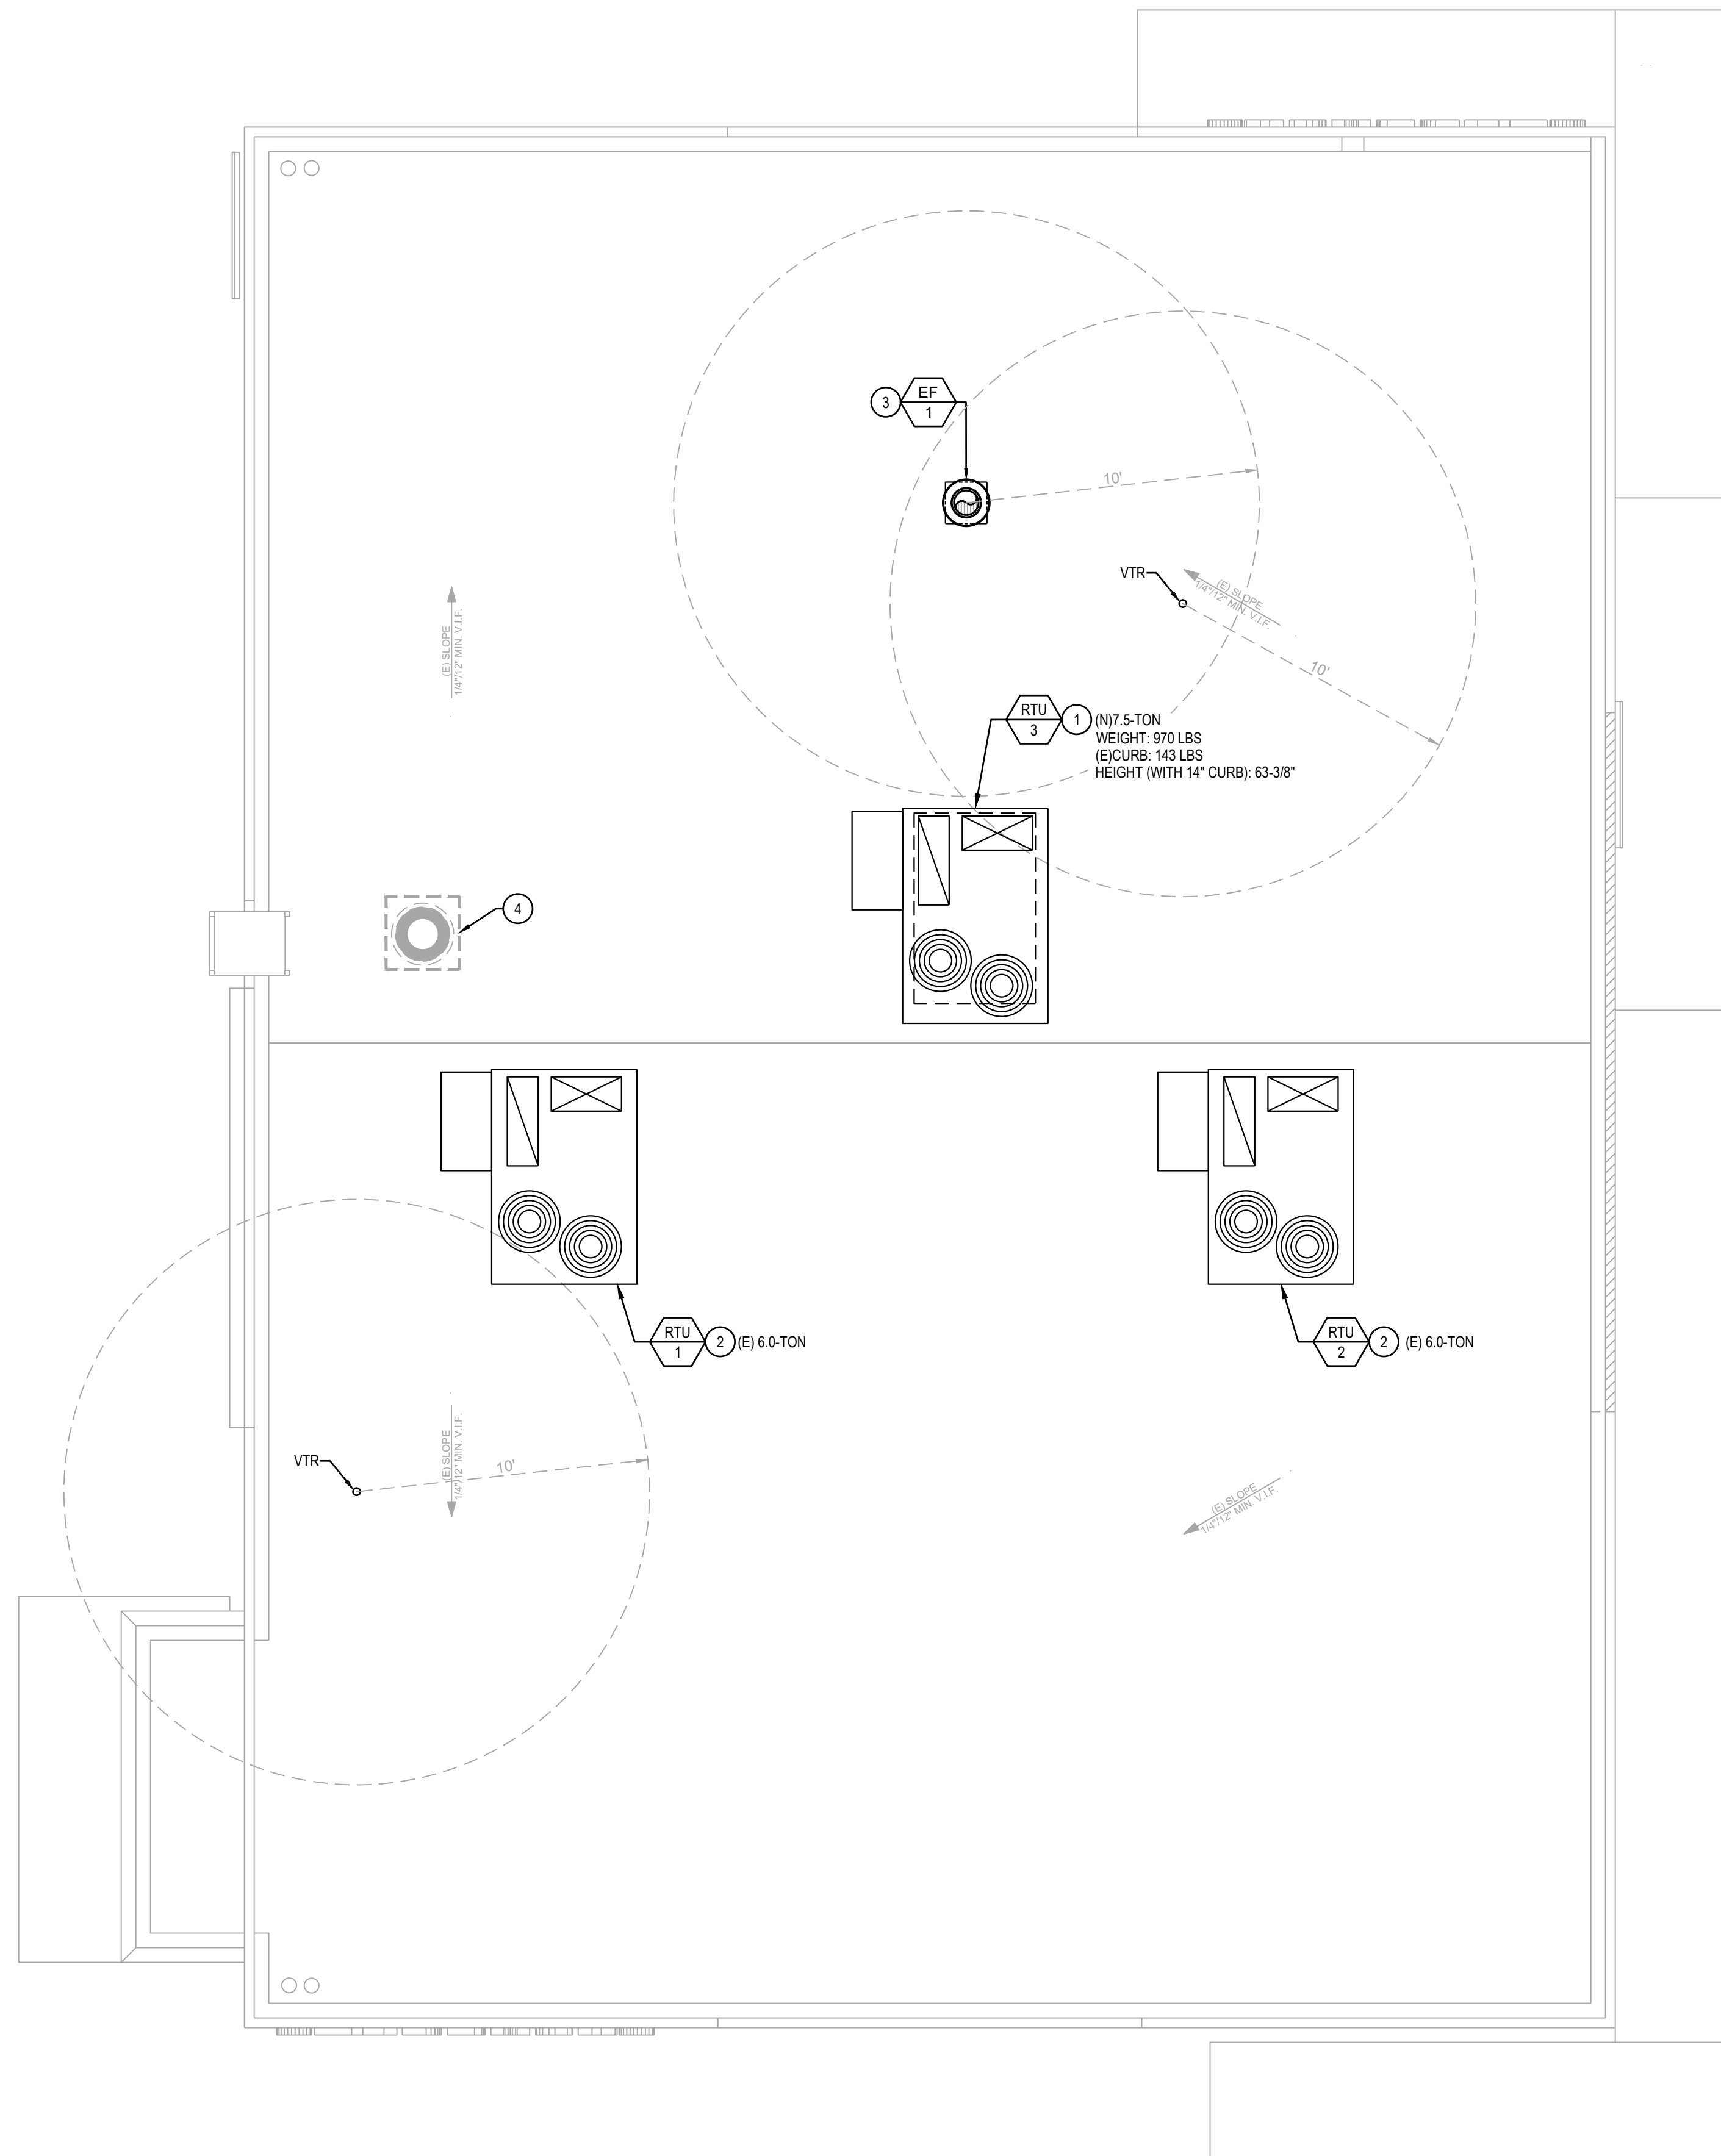 EF
3
1
10'
VTR
(E) SLOPE
1/4"/12" MIN. V.I.F.
(E) SLOPE
1/4"/12" MIN. V.I.F.
10'
RTU
3
1
(N)7.5-TON
WEIGHT: 970 LBS
(E)CURB: 143 LBS
HEIGHT (WITH 14" CURB): 63-3/8"
4
RTU
1
2
(E) 6.0-TON
RTU
2
2
(E) 6.0-TON
VTR
10'
(E) SLOPE
1/4"/12" MIN. V.I.F.
(E) SLOPE
1/4"/12" MIN. V.I.F.